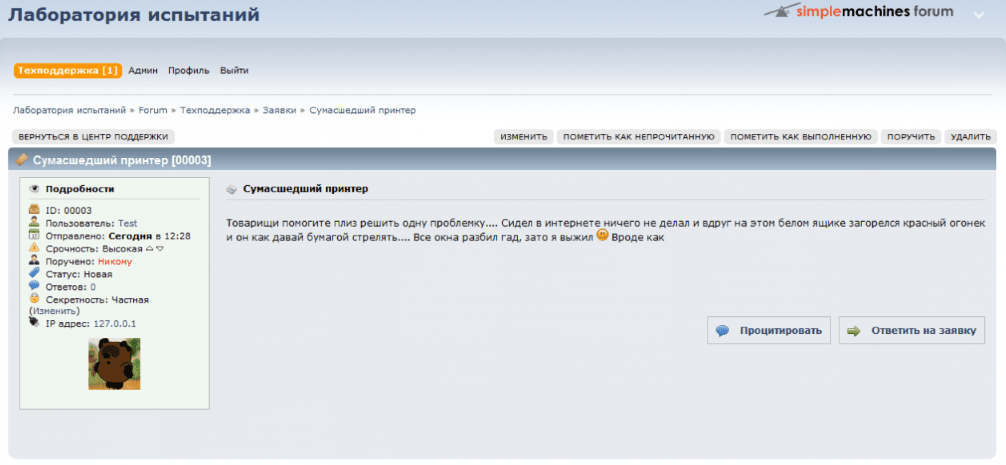 Лаборатория испытаний
simplemachines forum
Техподдержка [1] Админ Профиль Выйти
Лаборатория испытаний » Forum » Техподдержка » Заявки » Сумасшедший принтер
ВЕРНУТЬСЯ В ЦЕНТР ПОДДЕРЖКИ ИЗМЕНИТЬ ПОМЕТИТЬ КАК НЕПРОЧИТАННУЮ ПОМЕТИТЬ КАК ВЫПОЛНЕННУЮ ПОРУЧИТЬ УДАЛИТЬ
Сумасшедший принтер [00003]
Подробности
ID: 00003
Пользователь: Test
Отправлено: Сегодня в 12:28
Срочность: Высокая
Поручено: Никому
Статус: Новая
Ответов: 0
Секретность: Частная
(Изменить)
IP адрес: 127.0.0.1
Сумасшедший принтер
Товарищи помогите плиз решить одну проблемку.... Сидел в интернете ничего не делал и вдруг на этом белом ящике загорелся красный огонек
и он как давай бумагой стрелять.... Все окна разбил гад, зато я выжил Вроде как
Процитировать Ответить на заявку